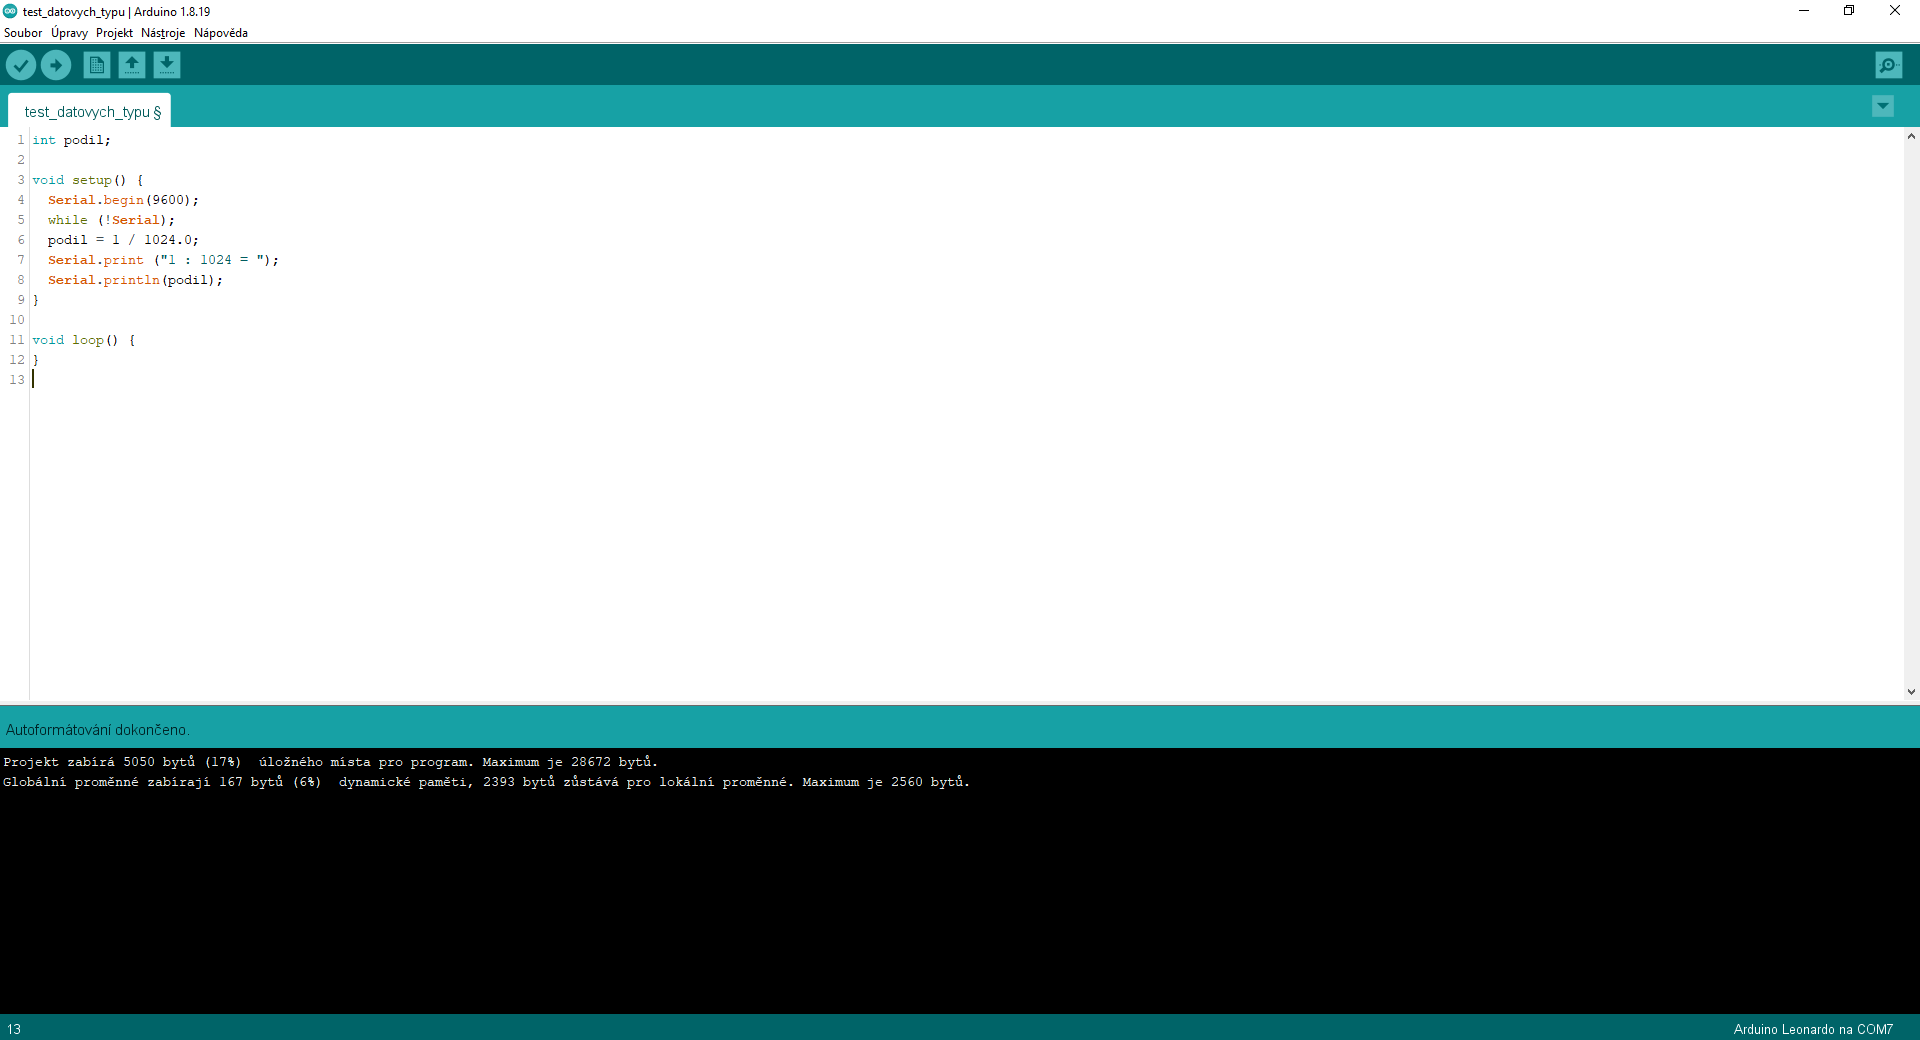 test_datovych_typu | Arduino 1.8.19
Soubor Úpravy Projekt Nástroje Nápověda
test_datovych_typu §
1 int podil;
2
3 void setup() {
4   Serial.begin(9600);
5   while (!Serial);
6   podil = 1 / 1024.0;
7   Serial.print ("1 : 1024 = ");
8   Serial.println(podil);
9 }
10
11 void loop() {
12 }
13
Autoformátování dokončeno.
Projekt zabírá 5050 bytů (17%)  úložného místa pro program. Maximum je 28672 bytů.
Globální proměnné zabírají 167 bytů (6%)  dynamické paměti, 2393 bytů zůstává pro lokální proměnné. Maximum je 2560 bytů.
13
Arduino Leonardo na COM7